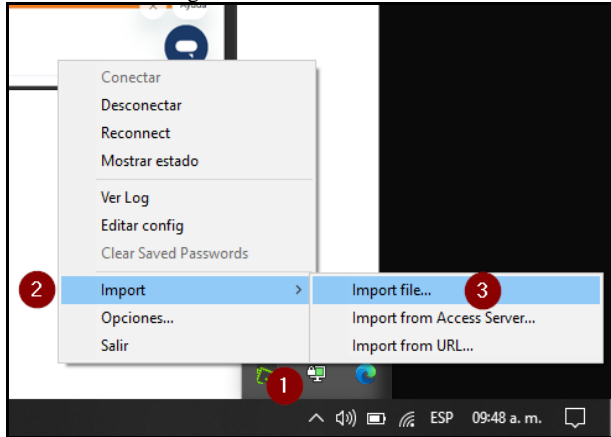 Ayuda
Conectar
Desconectar
Reconnect
Mostrar estado
Ver Log
Editar config
Clear Saved Passwords
2
Import
>
Import file...
3
Opciones...
Import from Access Server...
Salir
Import from URL...
1
ESP
09:48 a. m.